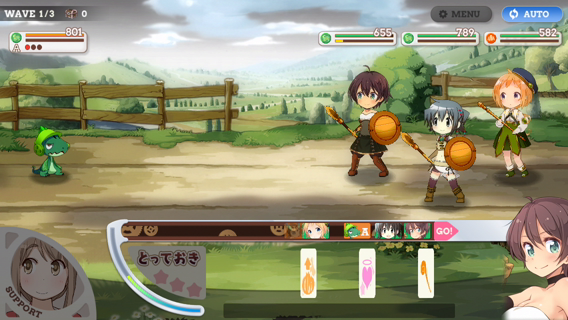 WAVE 1/3 0
MENU
AUTO
801
A
655
789
582
A
GO!
とっておき
SUPPORT